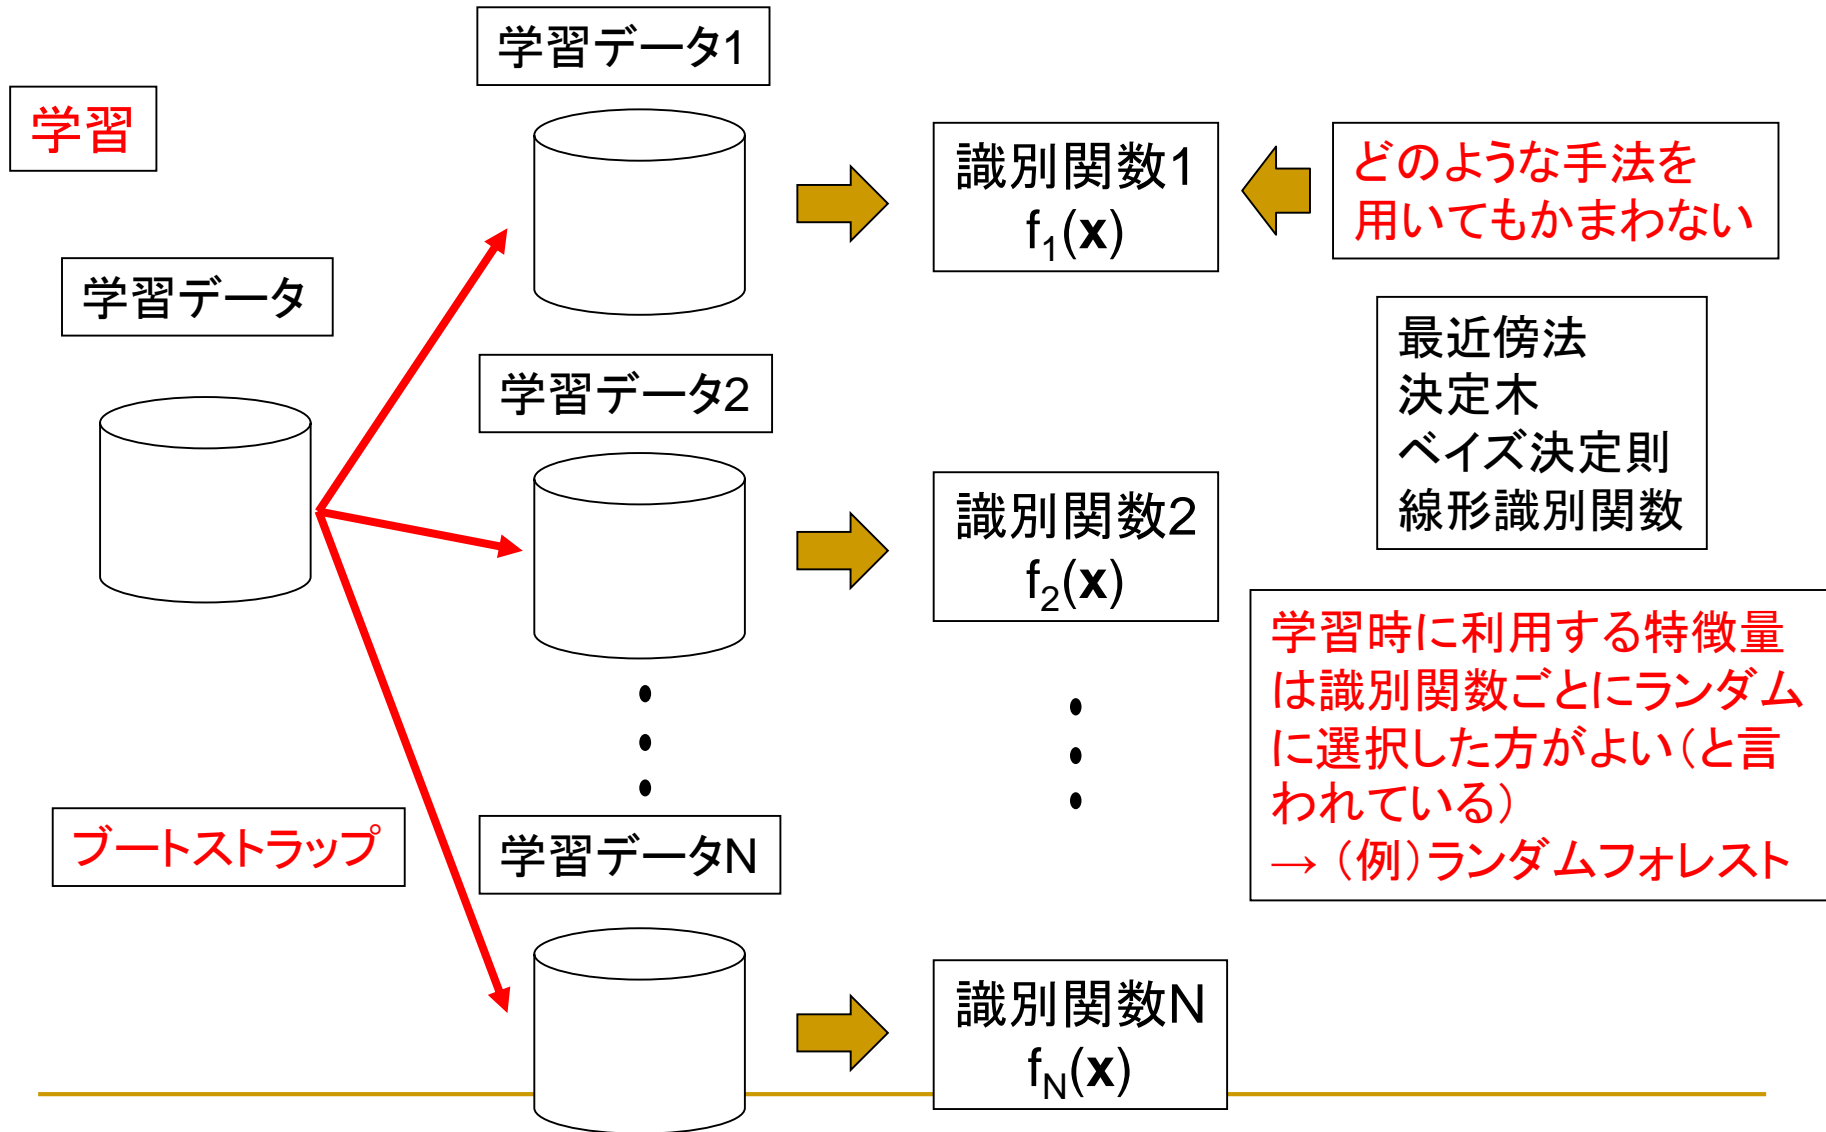 学習
学習データ
ブートストラップ
学習データ1
学習データ2
学習データN
識別関数1
f₁(x)
識別関数2
f₂(x)
識別関数N
f_N(x)
どのような手法を
用いてもかまわない
最近傍法
決定木
ベイズ決定則
線形識別関数
学習時に利用する特徴量
は識別関数ごとにランダム
に選択した方がよい（と言
われている）
→（例）ランダムフォレスト